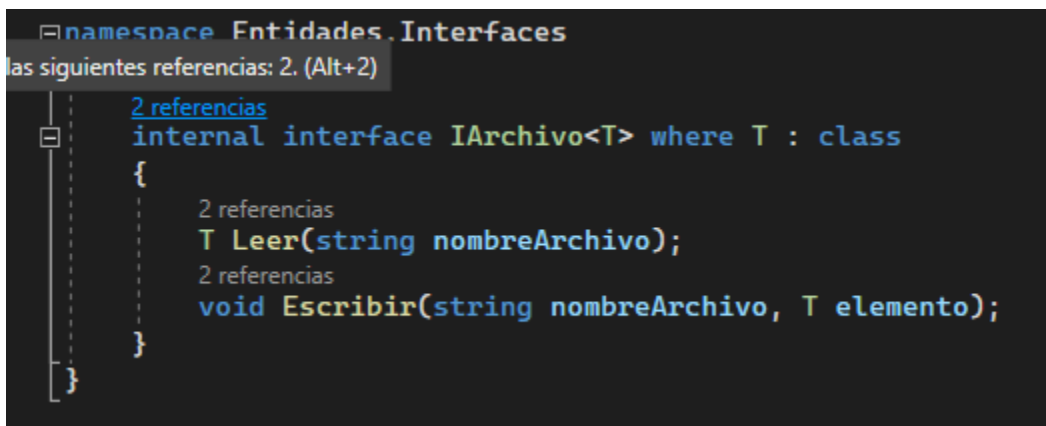 namespace Entidades.Interfaces
las siguientes referencias: 2. (Alt+2)
2 referencias
internal interface IArchivo<T> where T : class
{
2 referencias
T Leer(string nombreArchivo);
2 referencias
void Escribir(string nombreArchivo, T elemento);
}
}